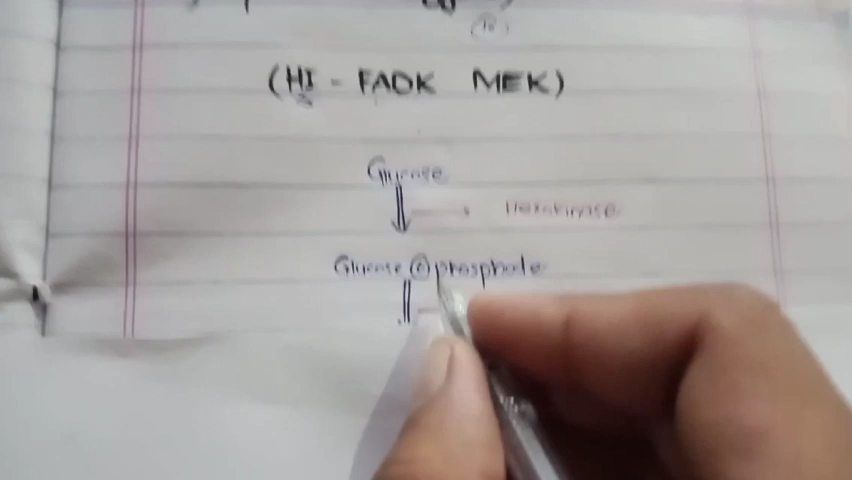 (HI - FADK MEK)
Glucose
Hexokinase
Glucose 6 phosphate